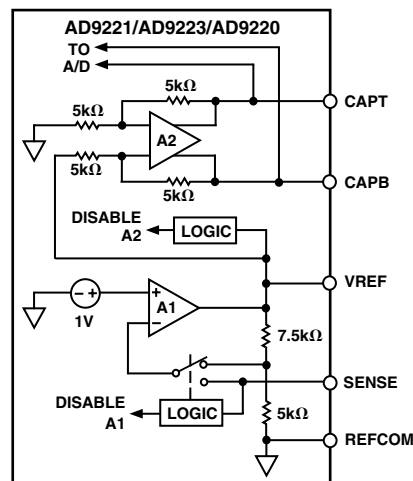 AD9221/AD9223/AD9220
TO
A/D
5kΩ
5kΩ
CAPT
A2
5kΩ
5kΩ
CAPB
DISABLE
A2
LOGIC
VREF
– +
1V
+
A1
–
7.5kΩ
SENSE
DISABLE
A1
LOGIC
5kΩ
REFCOM